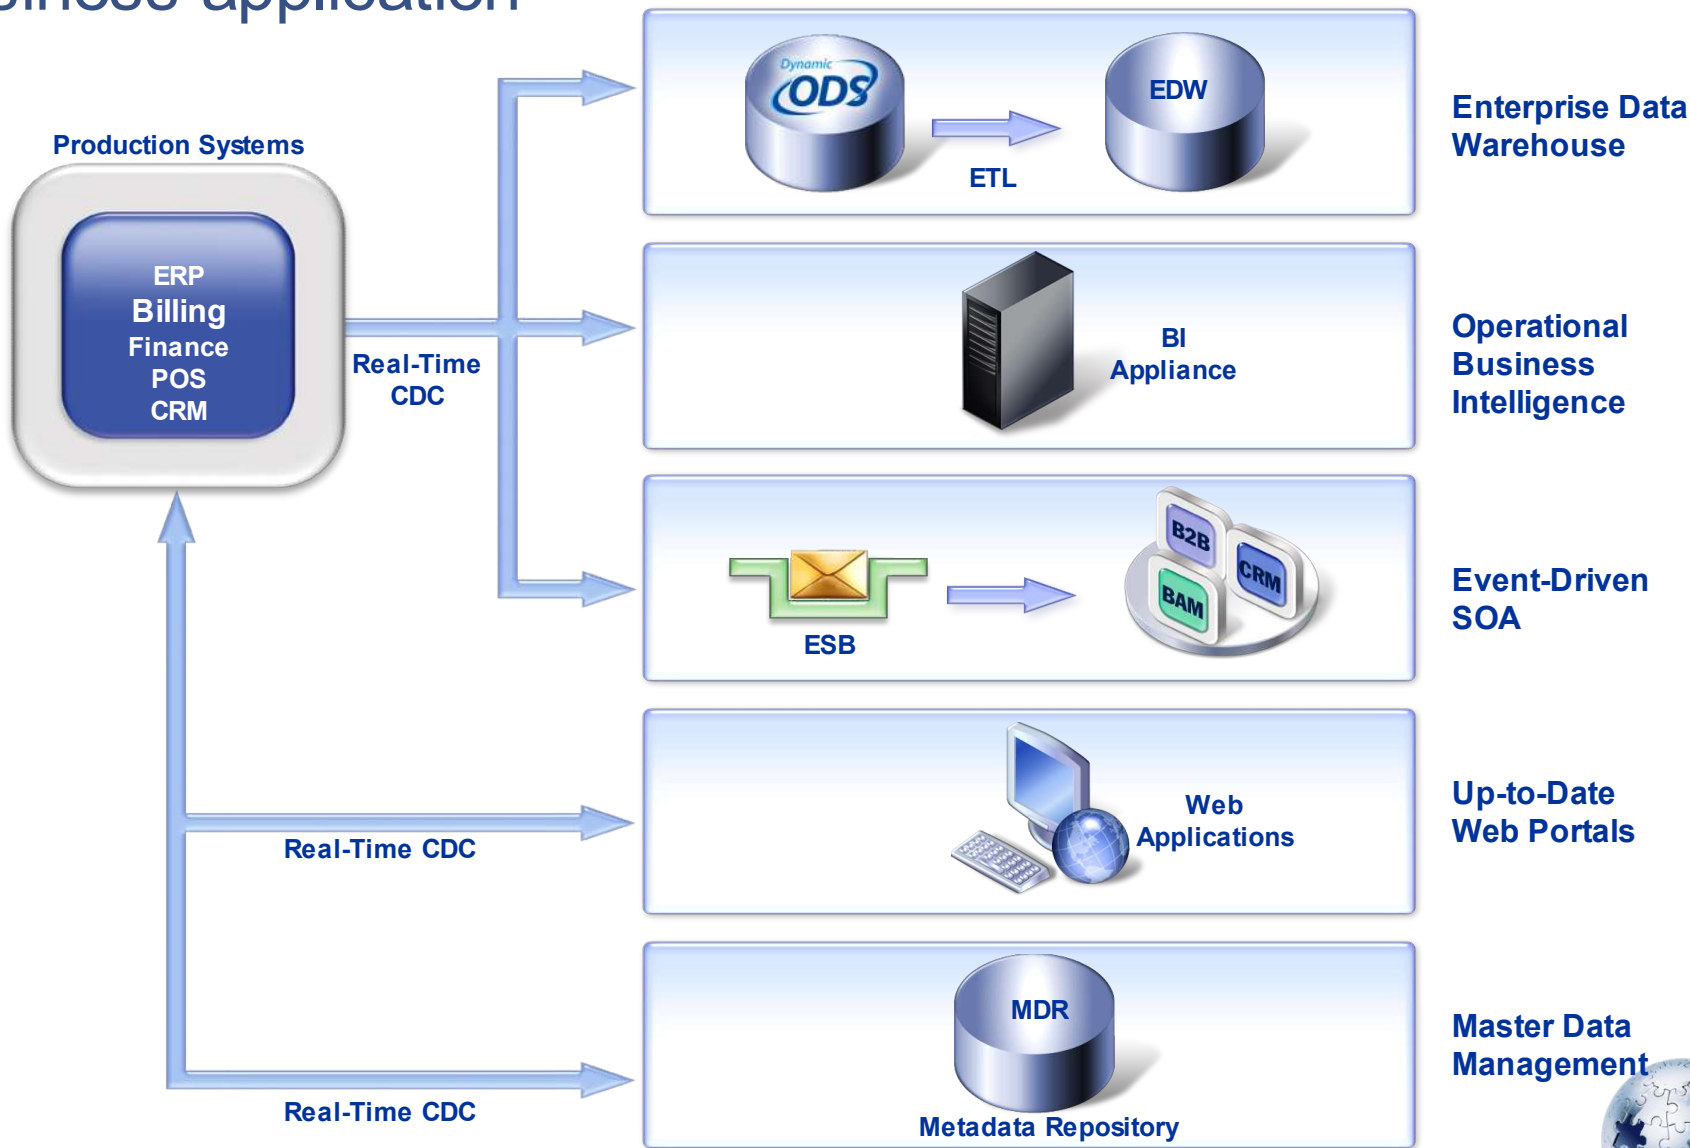 application
Production Systems
ERP
Billing
Finance
POS
CRM
Real-Time
CDC
Dynamic
ODS
ETL
EDW
Enterprise Data
Warehouse
BI
Appliance
Operational
Business
Intelligence
ESB
B2B
CRM
BAM
Event-Driven
SOA
Real-Time CDC
Web
Applications
Up-to-Date
Web Portals
Real-Time CDC
MDR
Metadata Repository
Master Data
Management